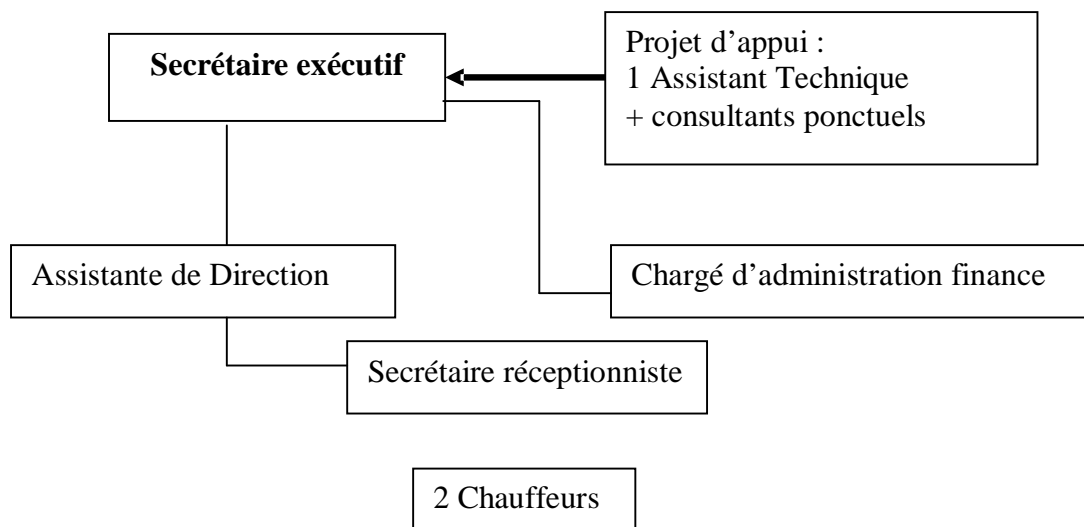 Secrétaire exécutif
Projet d’appui :
1 Assistant Technique
+ consultants ponctuels
Assistante de Direction
Chargé d’administration finance
Secrétaire réceptionniste
2 Chauffeurs